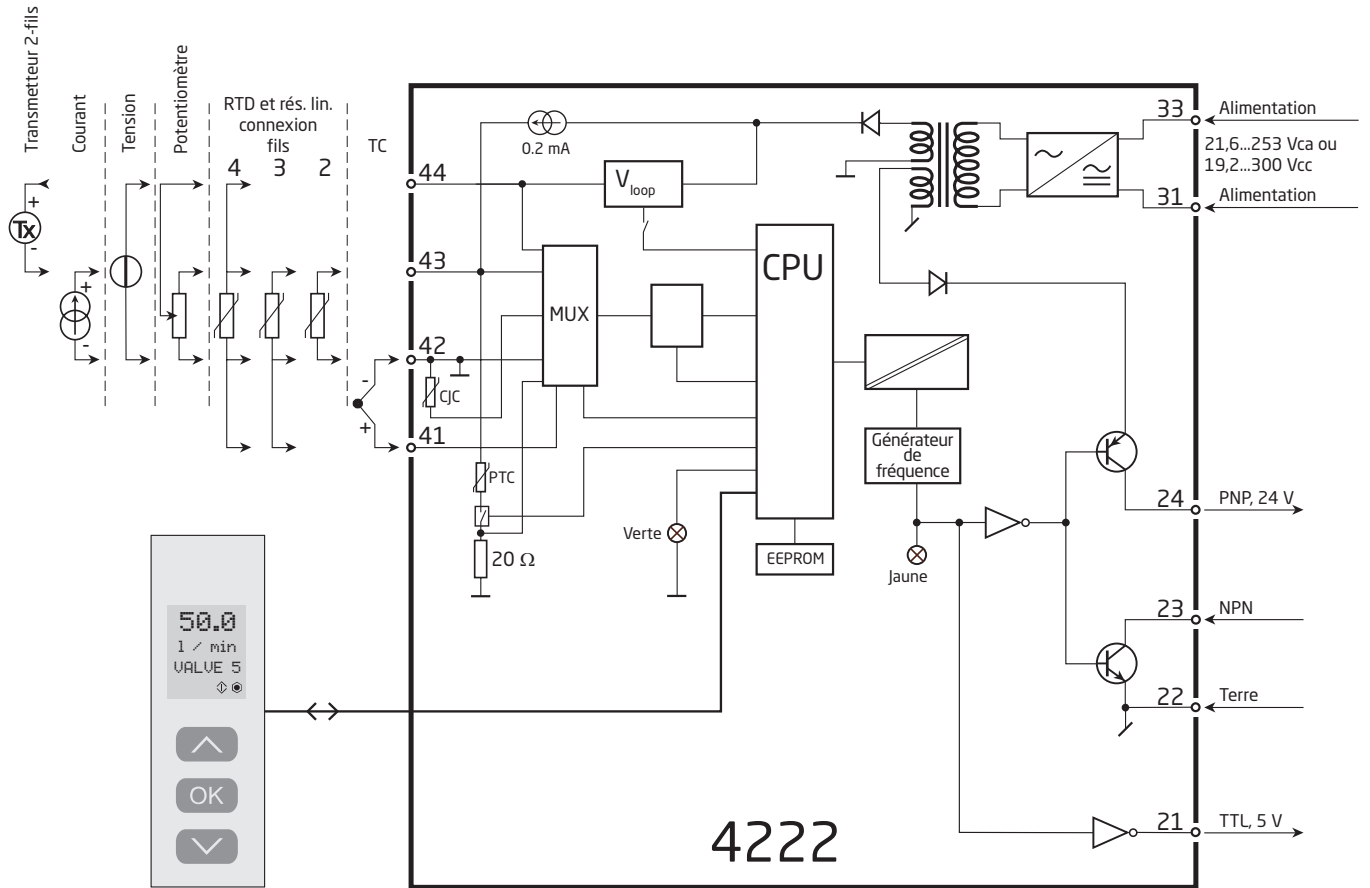 Transmetteur 2-fils
+
Tx
-
Courant
+
-
Tension
Potentiomètre
RTD et rés. lin.
connexion
fils
4 3 2
TC
-
+
44
43
42
41
0.2 mA
Vloop
MUX
CPU
CJC
PTC
20 Ω
Verte
EEPROM
Générateur
de
fréquence
Jaune
33
Alimentation
21,6...253 Vca ou
19,2...300 Vcc
31
Alimentation
24
PNP, 24 V
23
NPN
22
Terre
21
TTL, 5 V
50.0
l / min
VALVE 5
OK
4222